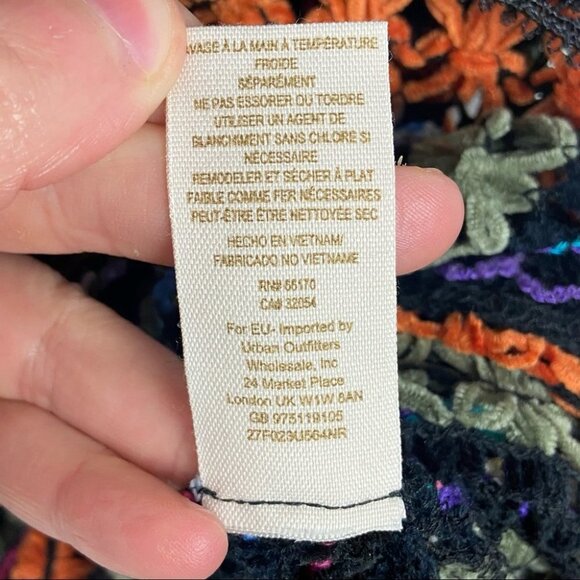 AVAGE À LA MAIN À TEMPÉRATURE
FROIDE
SÉPARÉMENT
NE PAS ESSORER OU TORDRE
UTILISER UN AGENT DE
BLANCHIMENT SANS CHLORE SI
NECESSAIRE
REMODELER ET SÉCHER À PLAT
FAIBLE COMME FER NÉCESSAIRES
PEUT-ÊTRE ÊTRE NETTOYÉE SEC
HECHO EN VIETNAM/
FABRICADO NO VIETNAME
RN# 66170
CA# 32054
For EU- Imported by
Urban Outfitters
Wholesale, Inc
24 Market Place
London UK W1W 8AN
GB 975119105
27F029U564NR